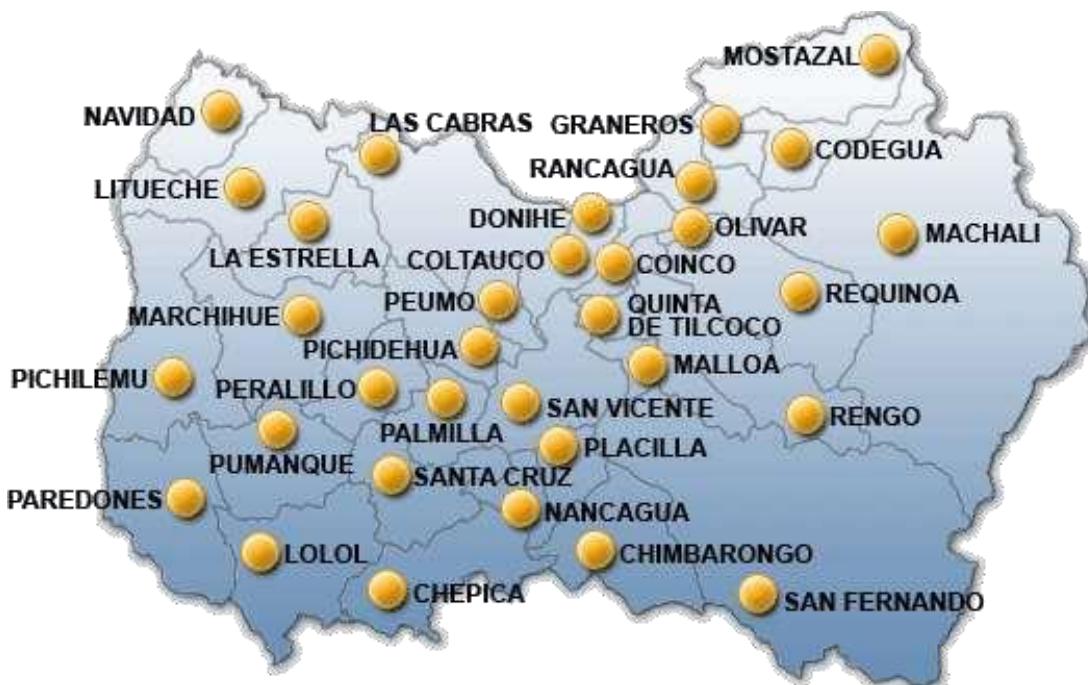 MOSTAZAL
NAVIDAD
LAS CABRAS
GRANEROS
CODEGUA
RANCAGUA
LITUECHE
DONIHE
OLIVAR
MACHALI
LA ESTRELLA
COLTAUCO
COINCO
PEUMO
QUINTA
DE TILCOCO
REQUINOA
MARCHIHUE
PICHIDEHUA
MALLOA
PICHILEMU
PERALILLO
SAN VICENTE
RENGO
PALMILLA
PLACILLA
PUMANQUE
SANTA CRUZ
PAREDONES
NANCAGUA
LOLOL
CHIMBARONGO
CHEPICA
SAN FERNANDO